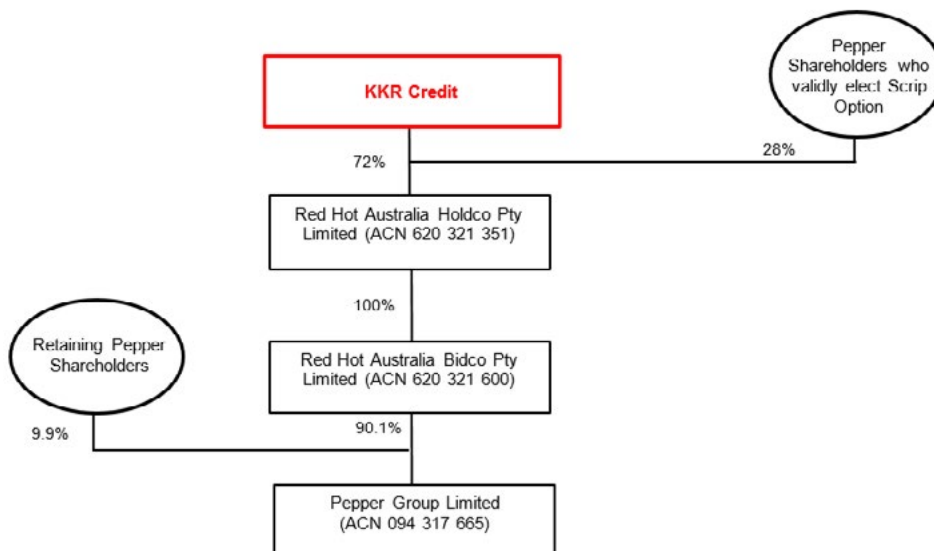 Pepper
Shareholders who
validly elect Scrip
Option
KKR Credit
72%
28%
Red Hot Australia Holdco Pty
Limited (ACN 620 321 351)
100%
Retaining Pepper
Shareholders
Red Hot Australia Bidco Pty
Limited (ACN 620 321 600)
9.9%
90.1%
Pepper Group Limited
(ACN 094 317 665)